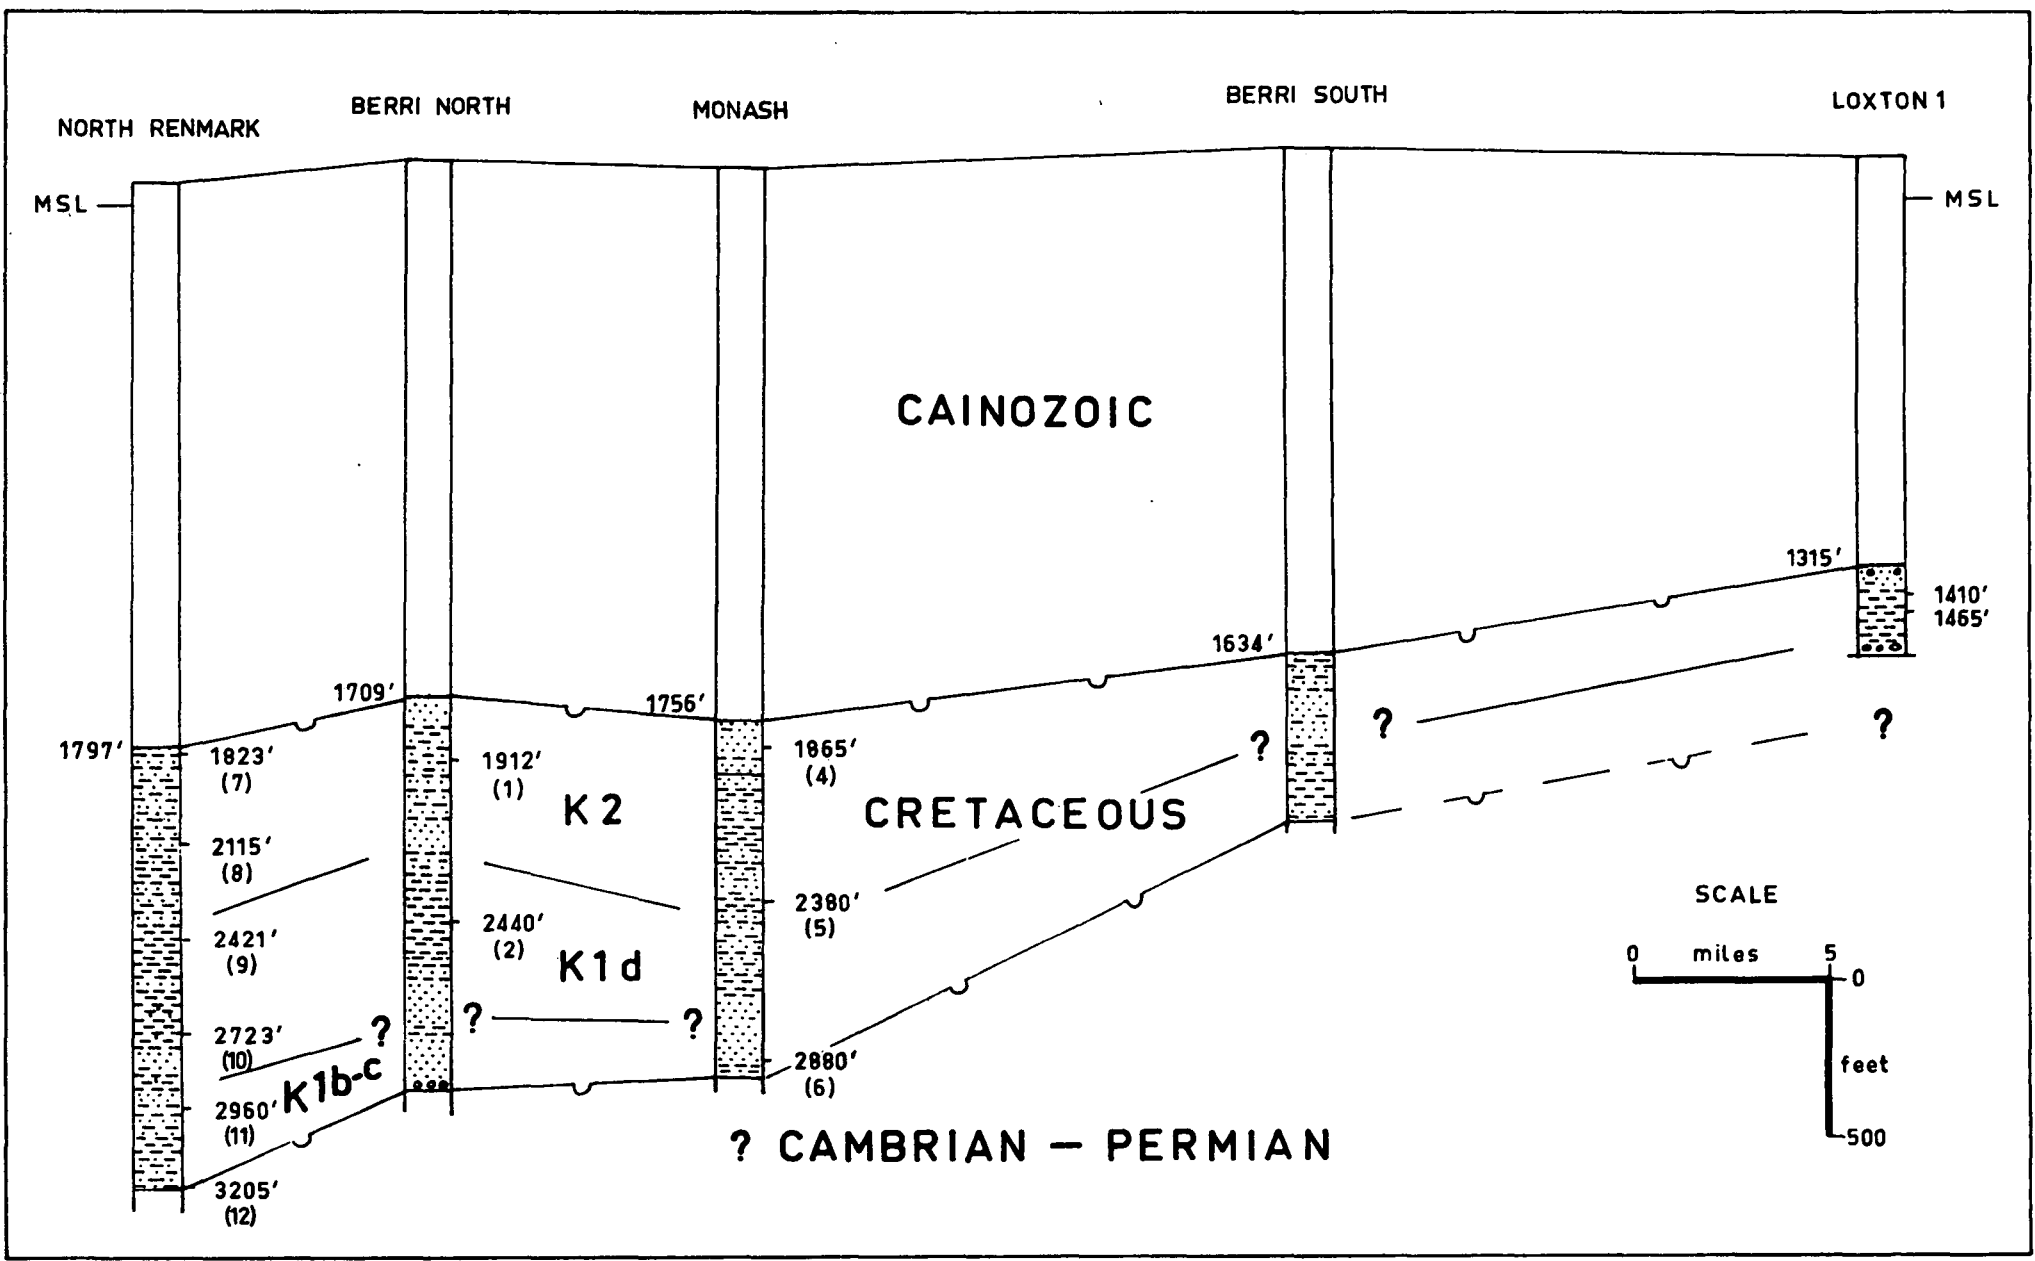 NORTH RENMARK
BERRI NORTH
MONASH
BERRI SOUTH
LOXTON 1
MSL
MSL
CAINOZOIC
1315'
1410'
1465'
1634'
1709'
1756'
1797'
1823'
(7)
1912'
(1)
1865'
(4)
?
?
?
K2
CRETACEOUS
2115'
(8)
2421'
(9)
2440'
(2)
K1d
2380'
(5)
2723'
(10)
?
?
?
K1b-c
2880'
(6)
2960'
(11)
3205'
(12)
? CAMBRIAN — PERMIAN
SCALE
0 miles 5
0
feet
500